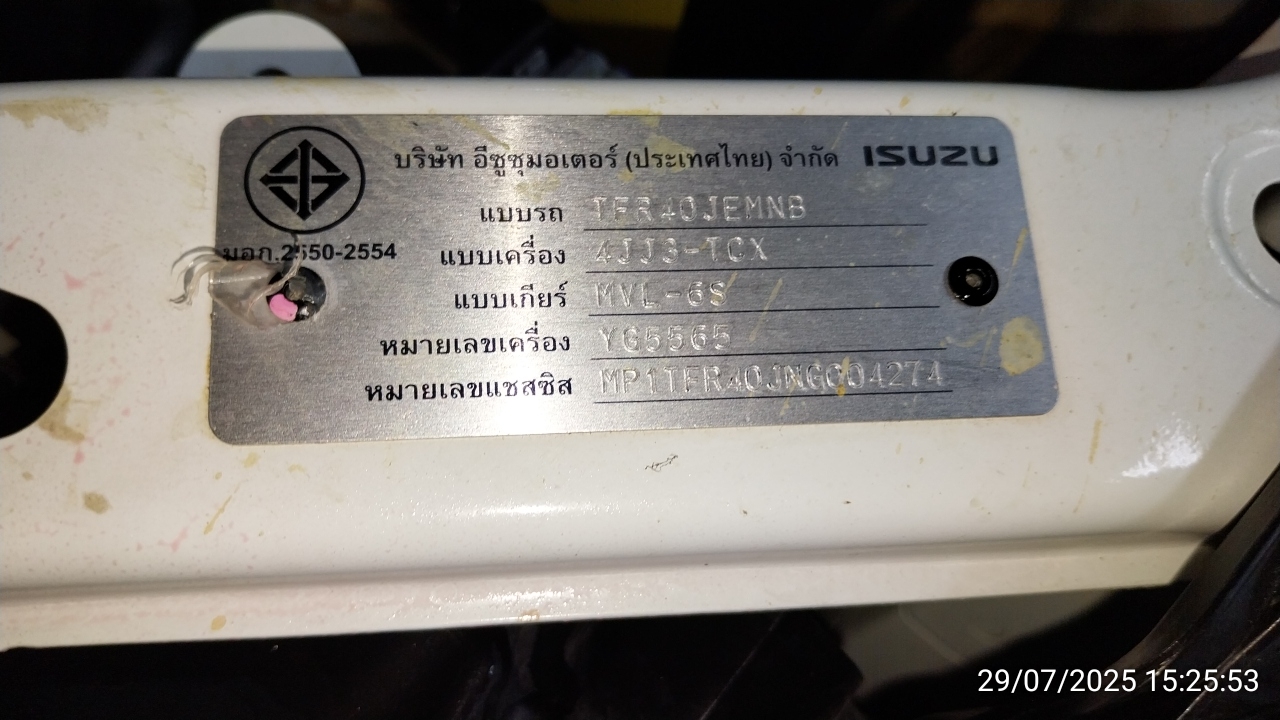 บริษัท อีซูซุมอเตอร์ (ประเทศไทย) จำกัด ISUZU
มอก.2550-2554
แบบรถ TFR40JEMNB
แบบเครื่อง 4JJ3-TCX
แบบเกียร์ MVL-6S
หมายเลขเครื่อง YG5565
หมายเลขแซสซิส MP1TFR40JNG004274
29/07/2025 15:25:53